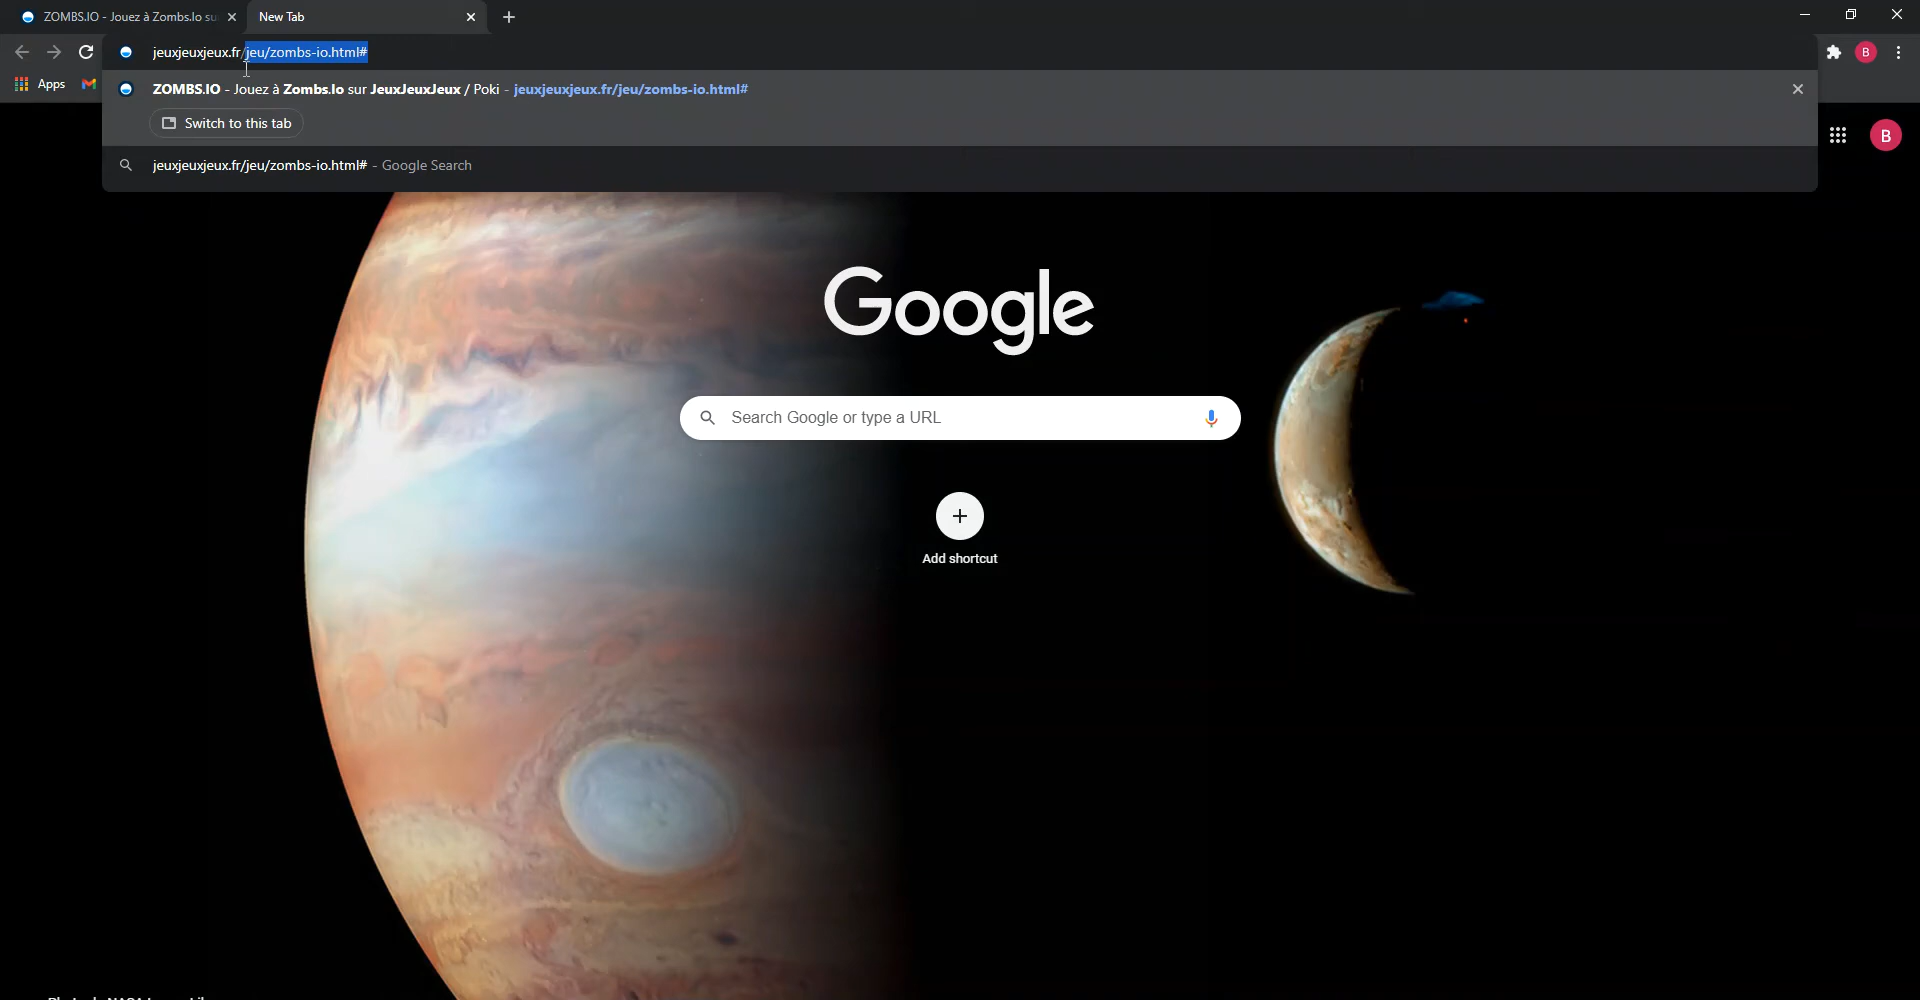 ZOMBS.IO - Jouez à Zombs.Io su
New Tab
jeuxjeuxjeux.fr/jeu/zombs-io.html#
Apps
ZOMBS.IO - Jouez à Zombs.Io sur JeuxJeuxJeux / Poki - jeuxjeuxjeux.fr/jeu/zombs-io.html#
Switch to this tab
jeuxjeuxjeux.fr/jeu/zombs-io.html# - Google Search
B
B
Google
Search Google or type a URL
Add shortcut